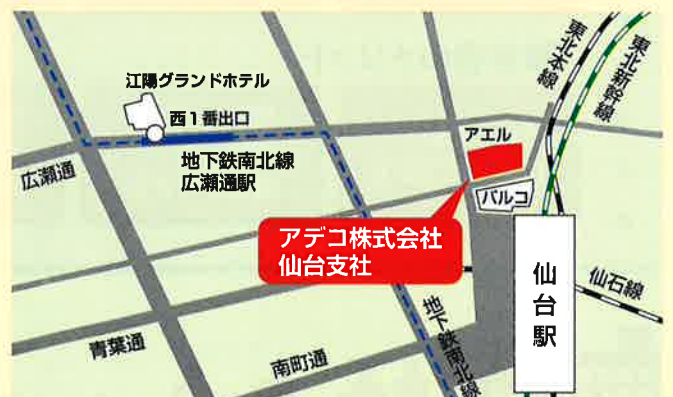 江陽グランドホテル
西1番出口
地下鉄南北線
広瀬通駅
広瀬通
アエル
パルコ
東北本線
東北新幹線
アデコ株式会社
仙台支社
仙台駅
仙石線
青葉通
南町通
地下鉄南北線